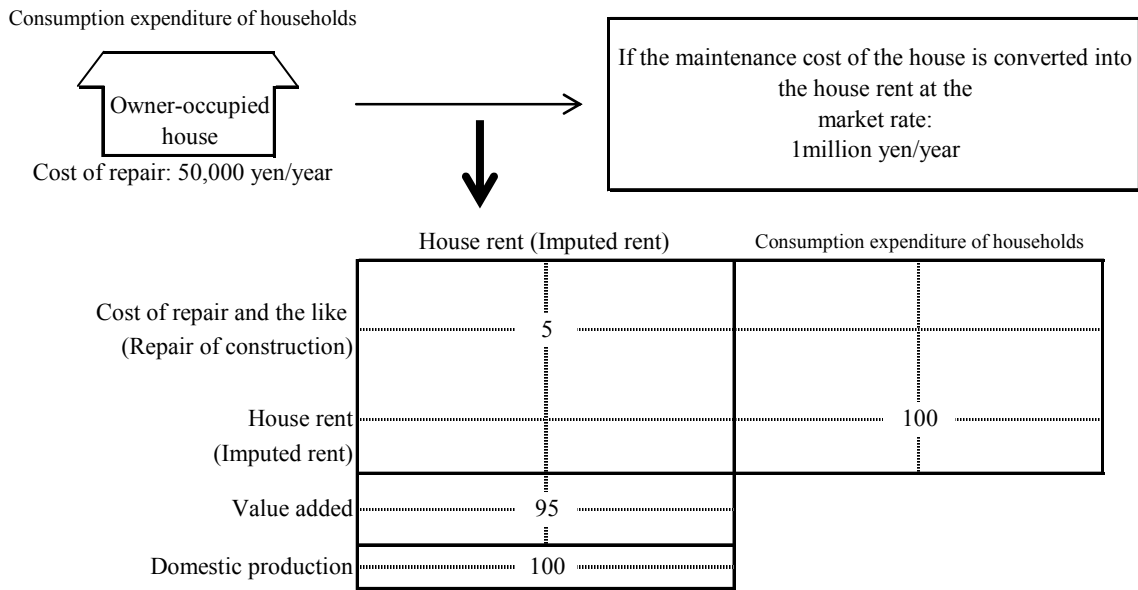 Consumption expenditure of households
Owner-occupied
house
Cost of repair: 50,000 yen/year
If the maintenance cost of the house is converted into
the house rent at the
market rate:
1million yen/year
House rent (Imputed rent)
Consumption expenditure of households
Cost of repair and the like
(Repair of construction)
5
House rent
(Imputed rent)
100
Value added
95
Domestic production
100